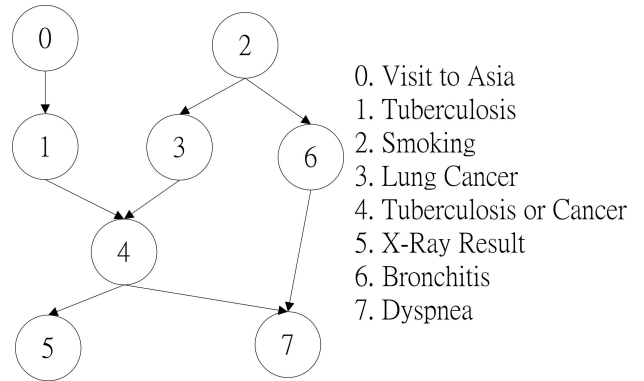 0
2
1
3
6
4
5
7
0. Visit to Asia
1. Tuberculosis
2. Smoking
3. Lung Cancer
4. Tuberculosis or Cancer
5. X-Ray Result
6. Bronchitis
7. Dyspnea